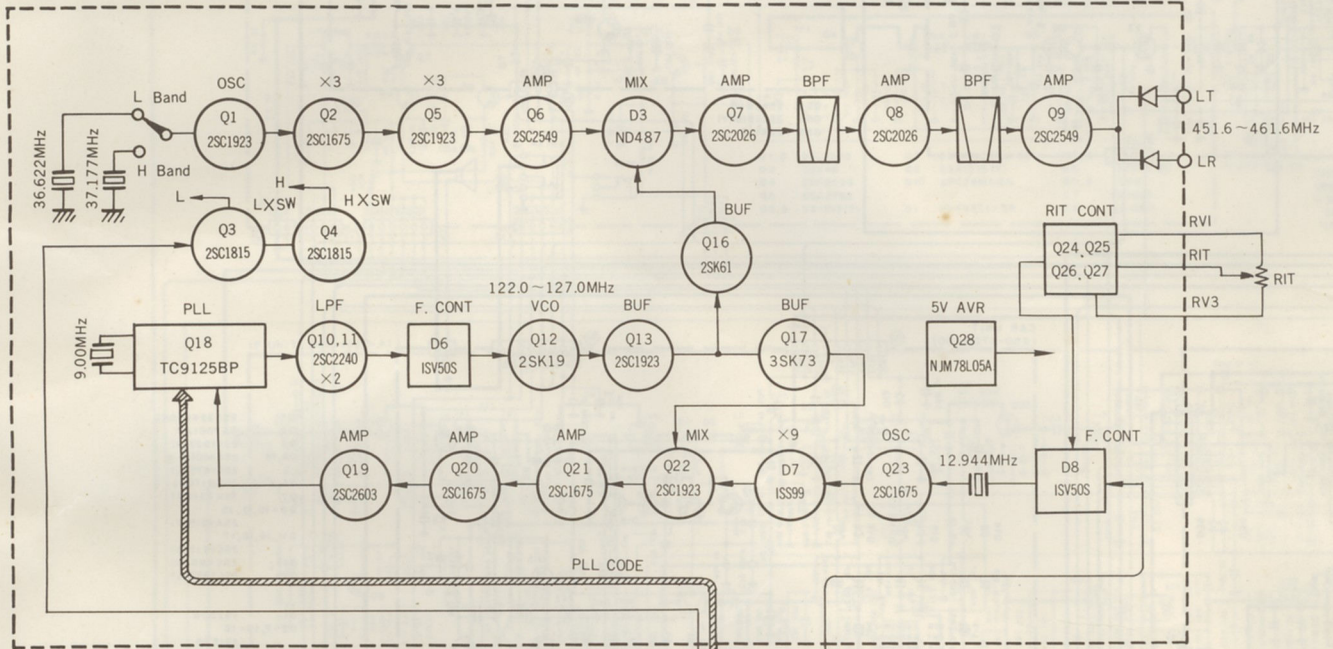 OSC
×3
×3
AMP
MIX
AMP
BPF
AMP
BPF
AMP
L Band
H Band
36.622MHz
37.177MHz
Q1
2SC1923
Q2
2SC1675
Q5
2SC1923
Q6
2SC2549
D3
ND487
Q7
2SC2026
Q8
2SC2026
Q9
2SC2549
LT
451.6~461.6MHz
LR
L
L×SW
H
H×SW
Q3
2SC1815
Q4
2SC1815
BUF
Q16
2SK61
RIT CONT
Q24、Q25
Q26、Q27
RV1
RIT
RV3
RIT
PLL
LPF
F. CONT
122.0~127.0MHz
VCO
BUF
BUF
5V AVR
9.00MHz
Q18
TC9125BP
Q10,11
2SC2240
×2
D6
ISV50S
Q12
2SK19
Q13
2SC1923
Q17
3SK73
Q28
NJM78L05A
AMP
AMP
AMP
MIX
×9
OSC
12.944MHz
F. CONT
Q19
2SC2603
Q20
2SC1675
Q21
2SC1675
Q22
2SC1923
D7
ISS99
Q23
2SC1675
D8
ISV50S
PLL CODE